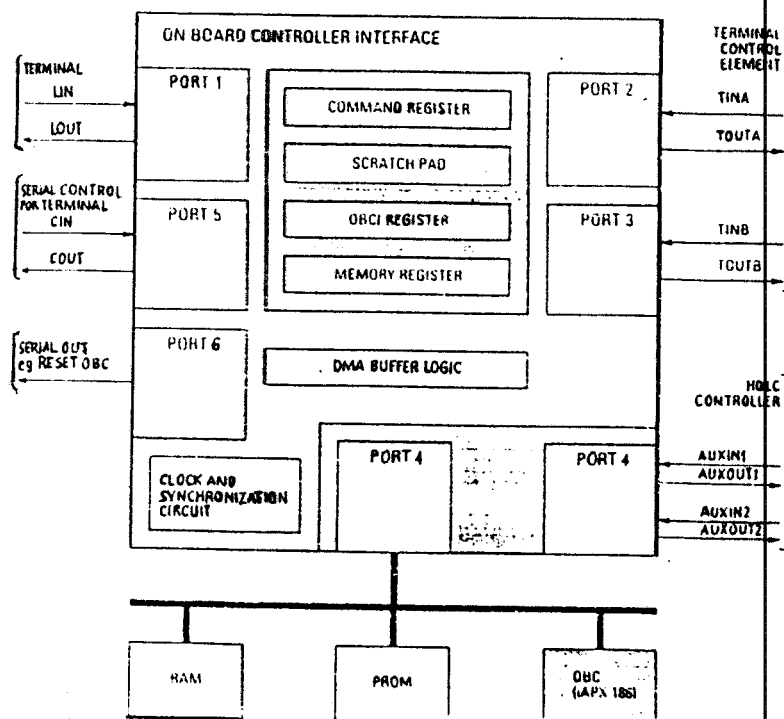 ON BOARD CONTROLLER INTERFACE
TERMINAL
LIN
LOUT
SERIAL CONTROL
FOR TERMINAL
CIN
COUT
SERIAL OUT
eg RESET OBC
PORT 1
PORT 5
PORT 6
COMMAND REGISTER
SCRATCH PAD
OBCI REGISTER
MEMORY REGISTER
DMA BUFFER LOGIC
CLOCK AND
SYNCHRONIZATION
CIRCUIT
PORT 2
PORT 3
PORT 4
PORT 4
TERMINAL
CONTROL
ELEMENT
TINA
TOUTA
TINB
TOUTB
HDLC
CONTROLLER
AUXIN1
AUXOUT1
AUXIN2
AUXOUT2
RAM
PROM
OBC
(iAPX 186)